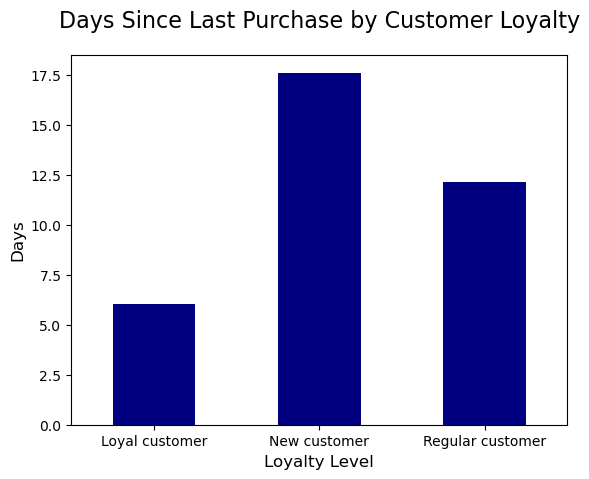 Days Since Last Purchase by Customer Loyalty
17.5
15.0
12.5
10.0
7.5
5.0
2.5
0.0
Days
Loyal customer New customer Regular customer
Loyalty Level